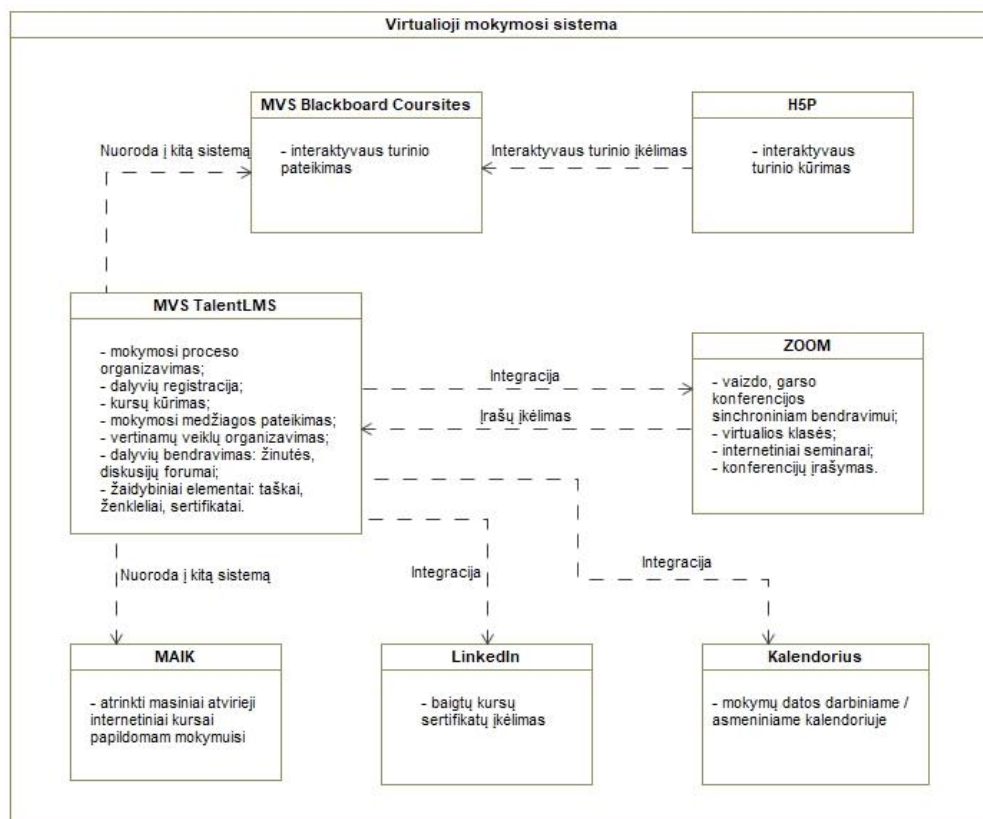 Virtualioji mokymosi sistema
MVS Blackboard Coursites
- interaktyvaus turinio
pateikimas
H5P
- interaktyvaus
turinio kūrimas
Nuoroda į kitą sistemą
Interaktyvaus turinio įkėlimas
MVS TalentLMS
- mokymosi proceso
organizavimas;
- dalyvių registracija;
- kursų kūrimas;
- mokymosi medžiagos pateikimas;
- vertinamų veiklų organizavimas;
- dalyvių bendravimas: žinutės,
diskusijų forumai;
- žaidybiniai elementai: taškai,
ženkleliai, sertifikatai.
Integracija
Įrašų įkėlimas
ZOOM
- vaizdo, garso
konferencijos
sinchroniam bendravimui;
- virtualios klasės;
- internetiniai seminarai;
- konferencijų įrašymas.
Nuoroda į kitą sistemą
Integracija
Integracija
MAIK
- atrinkti masiniai atvirieji
internetiniai kursai
papildomam mokymuisi
LinkedIn
- baigtų kursų
sertifikatų įkėlimas
Kalendorius
- mokymų datos darbiniame /
asmeniniame kalendoriuje